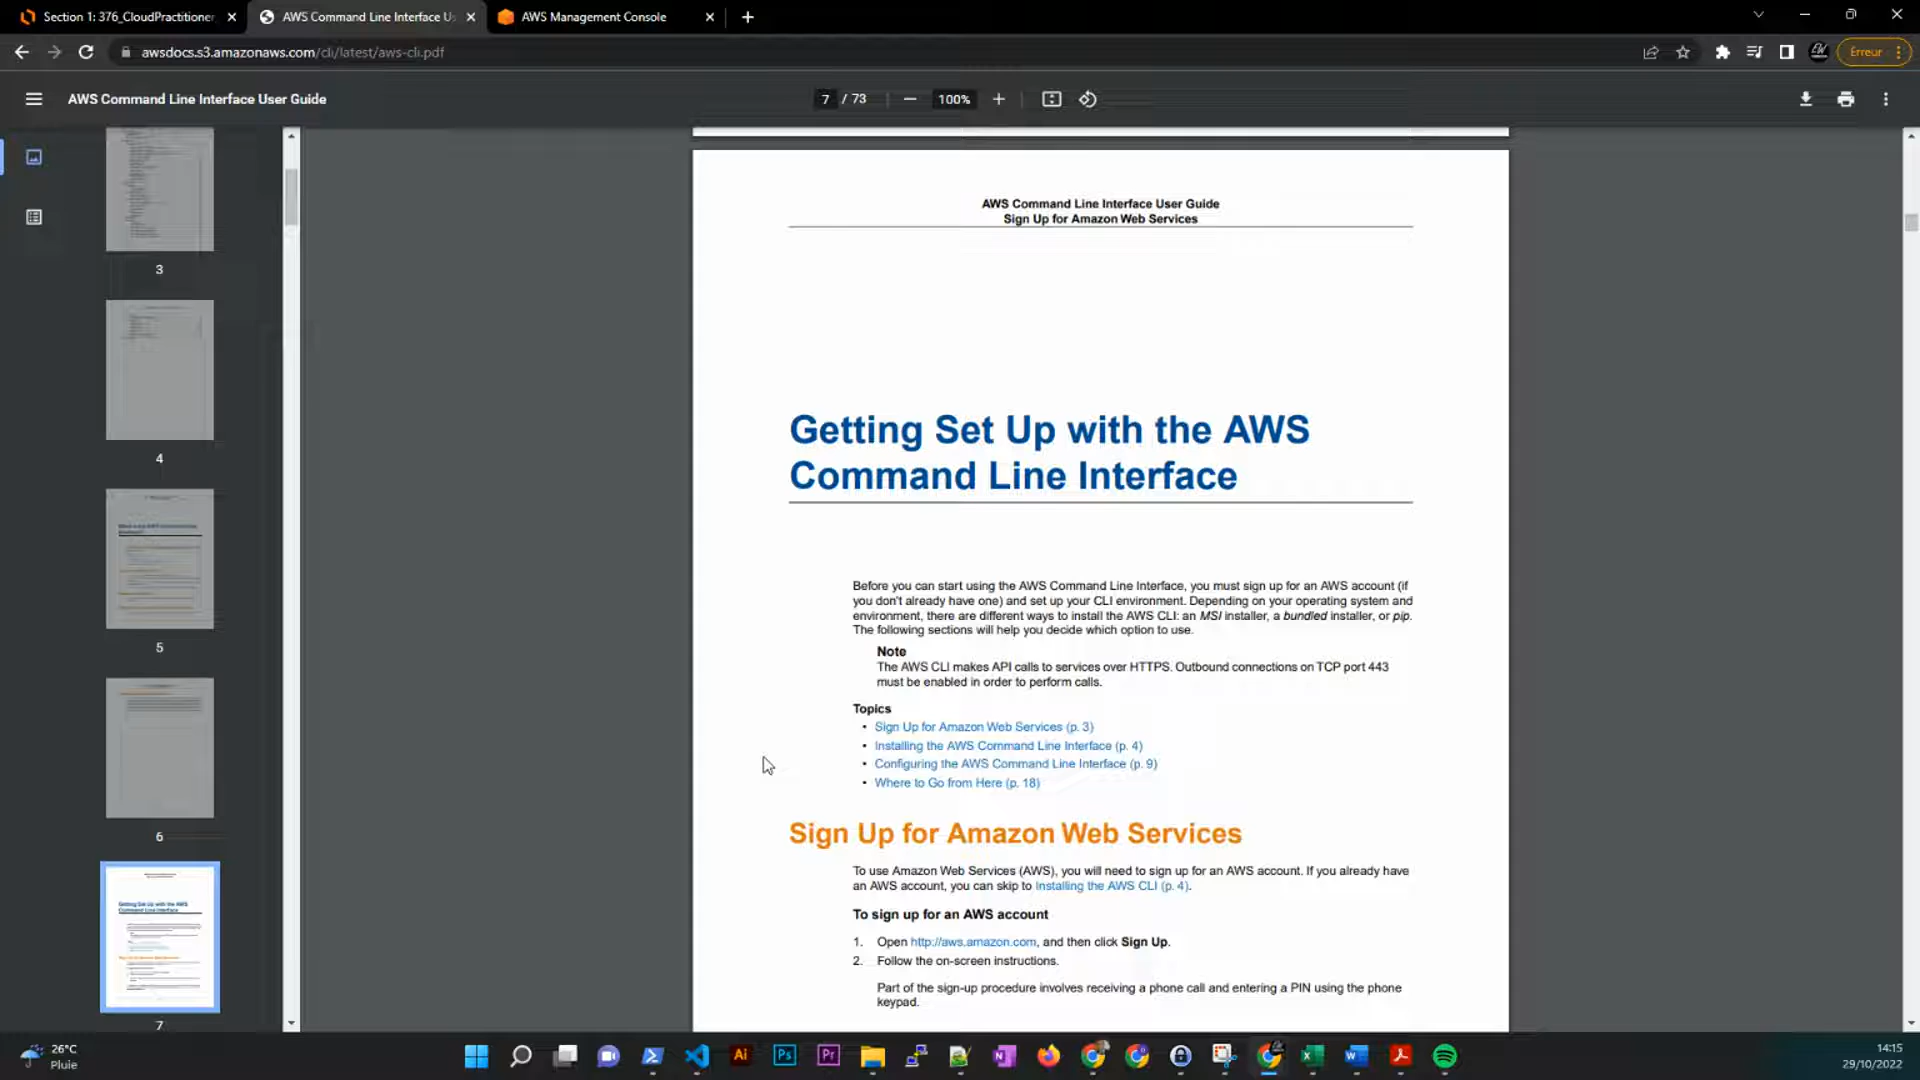 Section 1: 376_CloudPractitioner
AWS Command Line Interface U
AWS Management Console
awsdocs.s3.amazonaws.com/cli/latest/aws-cli.pdf
Erreur
AWS Command Line Interface User Guide
7 / 73
100%
3
4
5
6
7
AWS Command Line Interface User Guide
Sign Up for Amazon Web Services
Getting Set Up with the AWS
Command Line Interface
Before you can start using the AWS Command Line Interface, you must sign up for an AWS account (if
you don't already have one) and set up your CLI environment. Depending on your operating system and
environment, there are different ways to install the AWS CLI: an MSI installer, a bundled installer, or pip.
The following sections will help you decide which option to use.
Note
The AWS CLI makes API calls to services over HTTPS. Outbound connections on TCP port 443
must be enabled in order to perform calls.
Topics
• Sign Up for Amazon Web Services (p. 3)
• Installing the AWS Command Line Interface (p. 4)
• Configuring the AWS Command Line Interface (p. 9)
• Where to Go from Here (p. 18)
Sign Up for Amazon Web Services
To use Amazon Web Services (AWS), you will need to sign up for an AWS account. If you already have
an AWS account, you can skip to Installing the AWS CLI (p. 4).
To sign up for an AWS account
1. Open http://aws.amazon.com, and then click Sign Up.
2. Follow the on-screen instructions.
Part of the sign-up procedure involves receiving a phone call and entering a PIN using the phone
keypad.
26°C
Pluie
Ai
Ps
Pr
14:15
29/10/2022